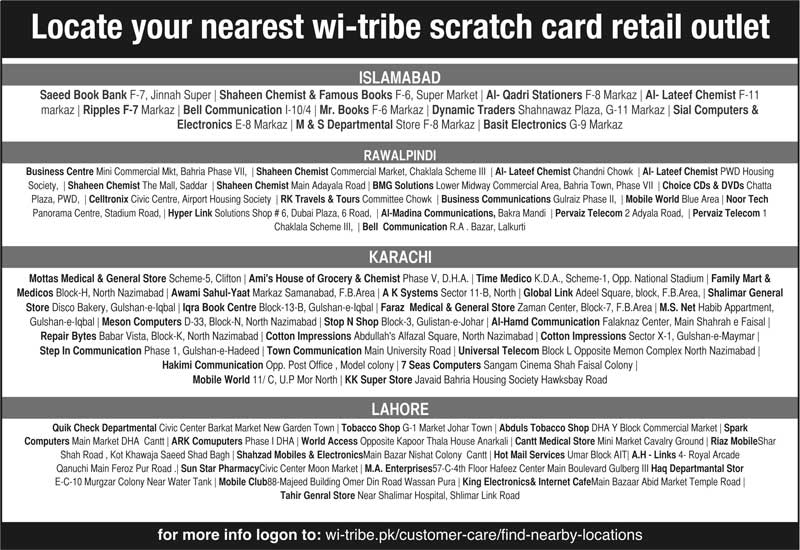 Locate your nearest wi-tribe scratch card retail outlet
ISLAMABAD
Saeed Book Bank F-7, Jinnah Super | Shaheen Chemist & Famous Books F-6, Super Market | Al- Qadri Stationers F-8 Markaz | Al- Lateef Chemist F-11
markaz | Ripples F-7 Markaz | Bell Communication I-10/4 | Mr. Books F-6 Markaz | Dynamic Traders Shahnawaz Plaza, G-11 Markaz | Sial Computers &
Electronics E-8 Markaz | M & S Departmental Store F-8 Markaz | Basit Electronics G-9 Markaz
RAWALPINDI
Business Centre Mini Commercial Mkt, Bahria Phase VII, | Shaheen Chemist Commercial Market, Chaklala Scheme III | Al- Lateef Chemist Chandni Chowk | Al- Lateef Chemist PWD Housing
Society, | Shaheen Chemist The Mall, Saddar | Shaheen Chemist Main Adayala Road | BMG Solutions Lower Midway Commercial Area, Bahria Town, Phase VII | Choice CDs & DVDs Chatta
Plaza, PWD, | Celltronix Civic Centre, Airport Housing Society | RK Travels & Tours Committee Chowk | Business Communications Gulraiz Phase II, | Mobile World Blue Area | Noor Tech
Panorama Centre, Stadium Road, | Hyper Link Solutions Shop # 6, Dubai Plaza, 6 Road, | Al-Madina Communications, Bakra Mandi | Pervaiz Telecom 2 Adyala Road, | Pervaiz Telecom 1
Chaklala Scheme III, | Bell Communication R.A . Bazar, Lalkurti
KARACHI
Mottas Medical & General Store Scheme-5, Clifton | Ami's House of Grocery & Chemist Phase V, D.H.A. | Time Medico K.D.A., Scheme-1, Opp. National Stadium | Family Mart &
Medicos Block-H, North Nazimabad | Awami Sahul-Yaat Markaz Samanabad, F.B.Area | A K Systems Sector 11-B, North | Global Link Adeel Square, block, F.B.Area, | Shalimar General
Store Disco Bakery, Gulshan-e-Iqbal | Iqra Book Centre Block-13-B, Gulshan-e-Iqbal | Faraz Medical & General Store Zaman Center, Block-7, F.B.Area | M.S. Net Habib Appartment,
Gulshan-e-Iqbal | Meson Computers D-33, Block-N, North Nazimabad | Stop N Shop Block-3, Gulistan-e-Johar | Al-Hamd Communication Falaknaz Center, Main Shahrah e Faisal |
Repair Bytes Babar Vista, Block-K, North Nazimabad | Cotton Impressions Abdullah's Alfazal Square, North Nazimabad | Cotton Impressions Sector X-1, Gulshan-e-Maymar |
Step In Communication Phase 1, Gulshan-e-Hadeed | Town Communication Main University Road | Universal Telecom Block L Opposite Memon Complex North Nazimabad |
Hakimi Communication Opp. Post Office , Model colony | 7 Seas Computers Sangam Cinema Shah Faisal Colony |
Mobile World 11/ C, U.P Mor North | KK Super Store Javaid Bahria Housing Society Hawksbay Road
LAHORE
Quik Check Departmental Civic Center Barkat Market New Garden Town | Tobacco Shop G-1 Market Johar Town | Abduls Tobacco Shop DHA Y Block Commercial Market | Spark
Computers Main Market DHA Cantt | ARK Comuputers Phase I DHA | World Access Opposite Kapoor Thala House Anarkali | Cantt Medical Store Mini Market Cavalry Ground | Riaz MobileShar
Shah Road , Kot Khawaja Saeed Shad Bagh | Shahzad Mobiles & ElectronicsMain Bazar Nishat Colony Cantt | Hot Mail Services Umar Block AIT| A.H - Links 4- Royal Arcade
Qanuchi Main Feroz Pur Road .| Sun Star PharmacyCivic Center Moon Market | M.A. Enterprises57-C-4th Floor Hafeez Center Main Boulevard Gulberg III Haq Departmantal Stor
E-C-10 Murgzar Colony Near Water Tank | Mobile Club88-Majeed Building Omer Din Road Wassan Pura | King Electronics& Internet CafeMain Bazaar Abid Market Temple Road |
Tahir Genral Store Near Shalimar Hospital, Shlimar Link Road
for more info logon to: wi-tribe.pk/customer-care/find-nearby-locations